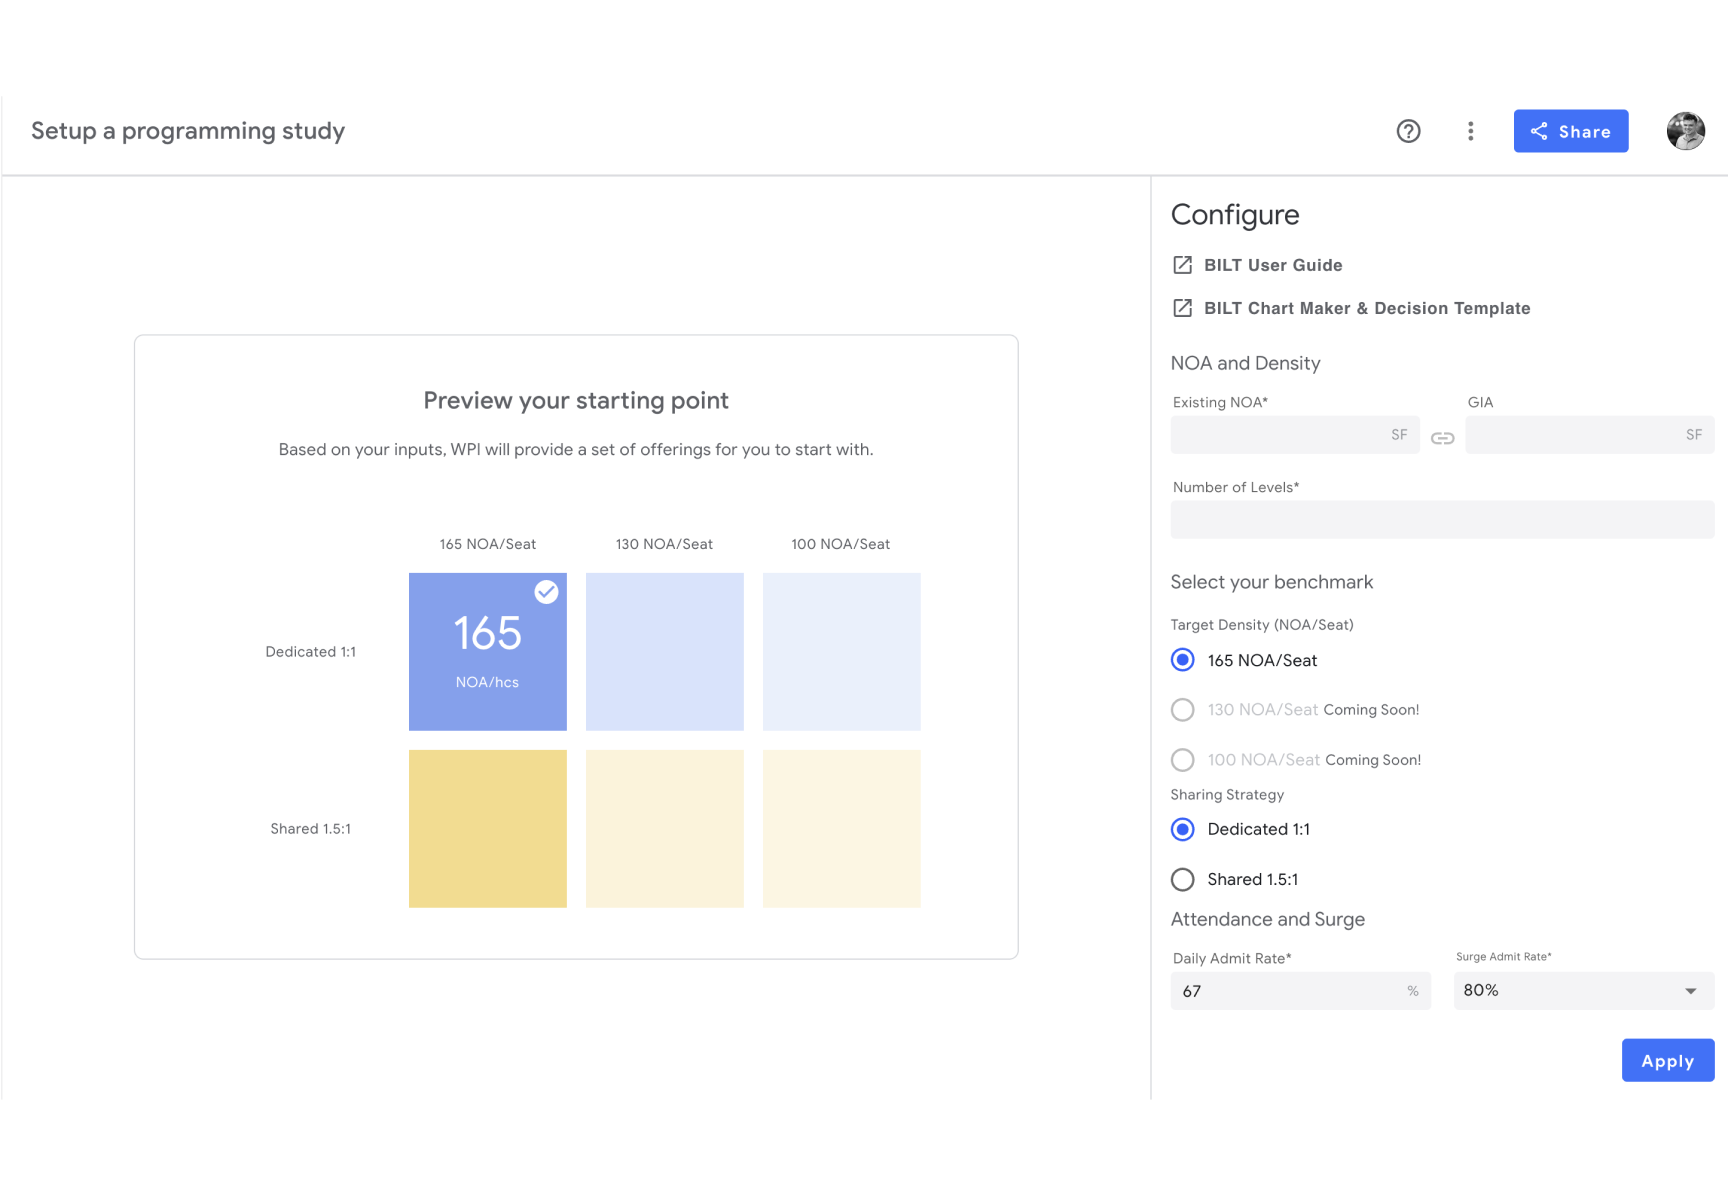 Setup a programming study
Share
Preview your starting point
Based on your inputs, WPI will provide a set of offerings for you to start with.
165 NOA/Seat
130 NOA/Seat
100 NOA/Seat
Dedicated 1:1
165
NOA/hcs
Shared 1.5:1
Configure
BILT User Guide
BILT Chart Maker & Decision Template
NOA and Density
Existing NOA*
GIA
SF
SF
Number of Levels*
Select your benchmark
Target Density (NOA/Seat)
165 NOA/Seat
130 NOA/Seat Coming Soon!
100 NOA/Seat Coming Soon!
Sharing Strategy
Dedicated 1:1
Shared 1.5:1
Attendance and Surge
Daily Admit Rate*
Surge Admit Rate*
67 %
80%
Apply